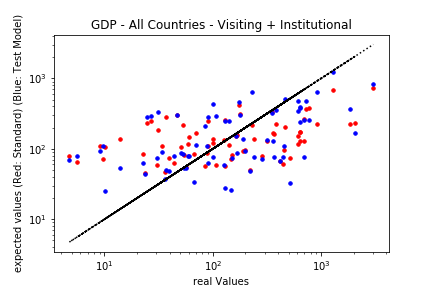 GDP - All Countries - Visiting + Institutional
expected values (Red: Standard) (Blue: Test Model)
10³
10²
10¹
10¹
10²
10³
real Values